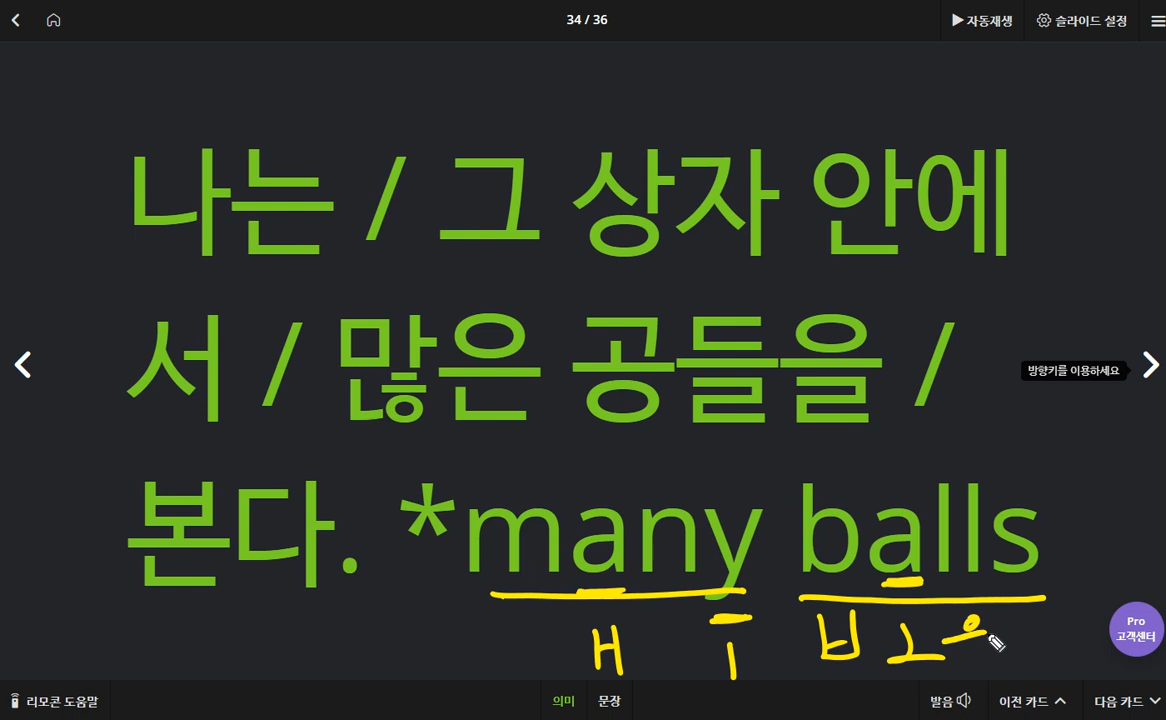 34 / 36
자동재생
슬라이드 설정
나는 / 그 상자 안에
서 / 많은 공들을 /
방향키를 이용하세요
본다. *many balls
ㅐ ㅣ ㅂ ㅗ
Pro
고객센터
리모콘 도움말
의미
문장
발음
이전 카드
다음 카드